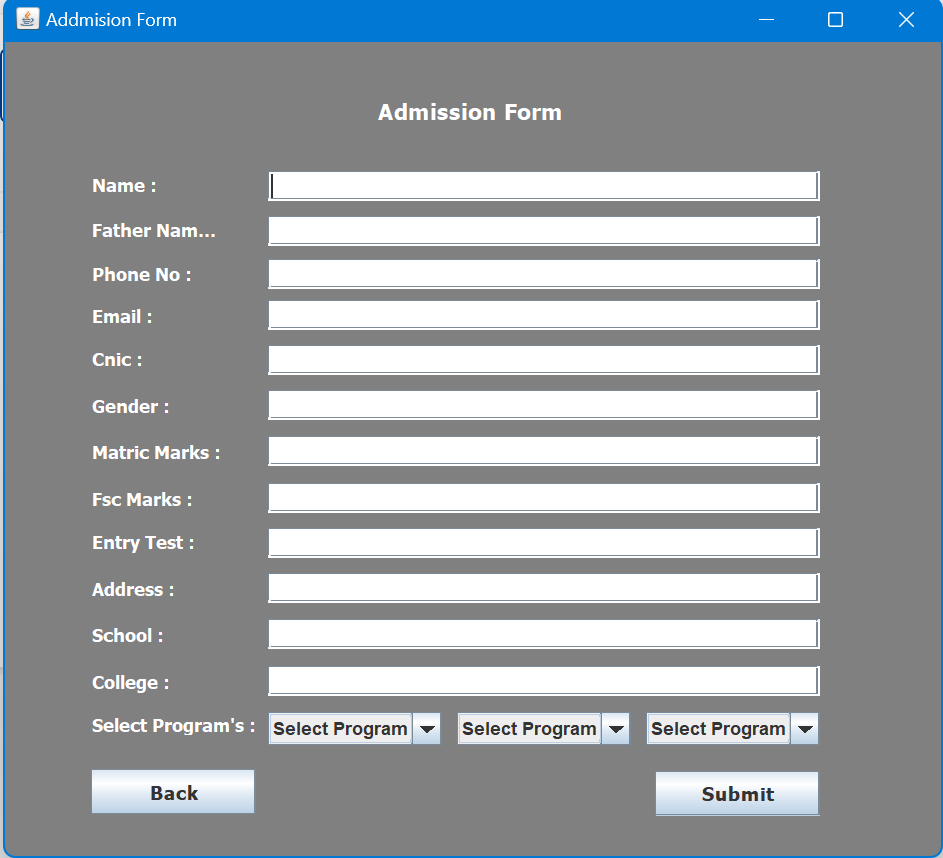 Addmision Form
Admission Form
Name :
Father Nam...
Phone No :
Email :
Cnic :
Gender :
Matric Marks :
Fsc Marks :
Entry Test :
Address :
School :
College :
Select Program's : Select Program Select Program Select Program
Back Submit